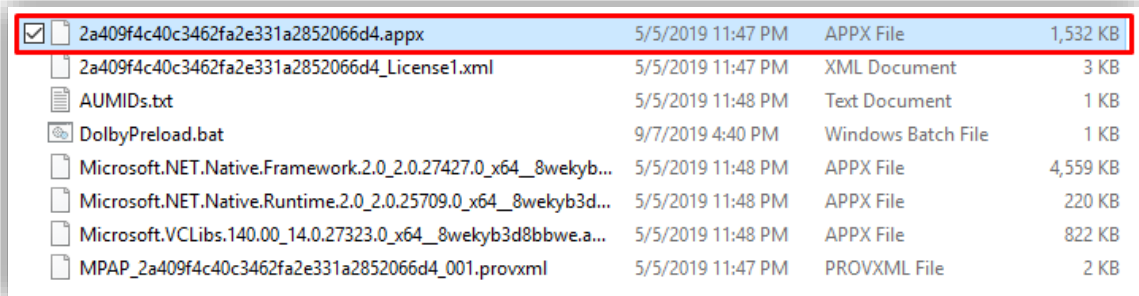 2a409f4c40c3462fa2e331a2852066d4.appx 5/5/2019 11:47 PM APPX File 1,532 KB
2a409f4c40c3462fa2e331a2852066d4_License1.xml 5/5/2019 11:47 PM XML Document 3 KB
AUMIDs.txt 5/5/2019 11:48 PM Text Document 1 KB
DolbyPreload.bat 9/7/2019 4:40 PM Windows Batch File 1 KB
Microsoft.NET.Native.Framework.2.0_2.0.27427.0_x64__8wekyb... 5/5/2019 11:48 PM APPX File 4,559 KB
Microsoft.NET.Native.Runtime.2.0_2.0.25709.0_x64__8wekyb3d... 5/5/2019 11:48 PM APPX File 220 KB
Microsoft.VCLibs.140.00_14.0.27323.0_x64__8wekyb3d8bbwe.a... 5/5/2019 11:48 PM APPX File 822 KB
MPAP_2a409f4c40c3462fa2e331a2852066d4_001.provxml 5/5/2019 11:47 PM PROVXML File 2 KB